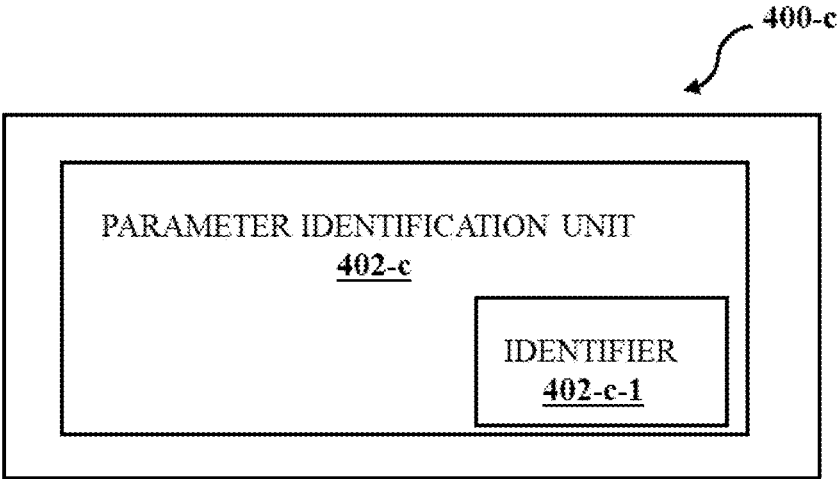 400-c
PARAMETER IDENTIFICATION UNIT
402-c
IDENTIFIER
402-c-1